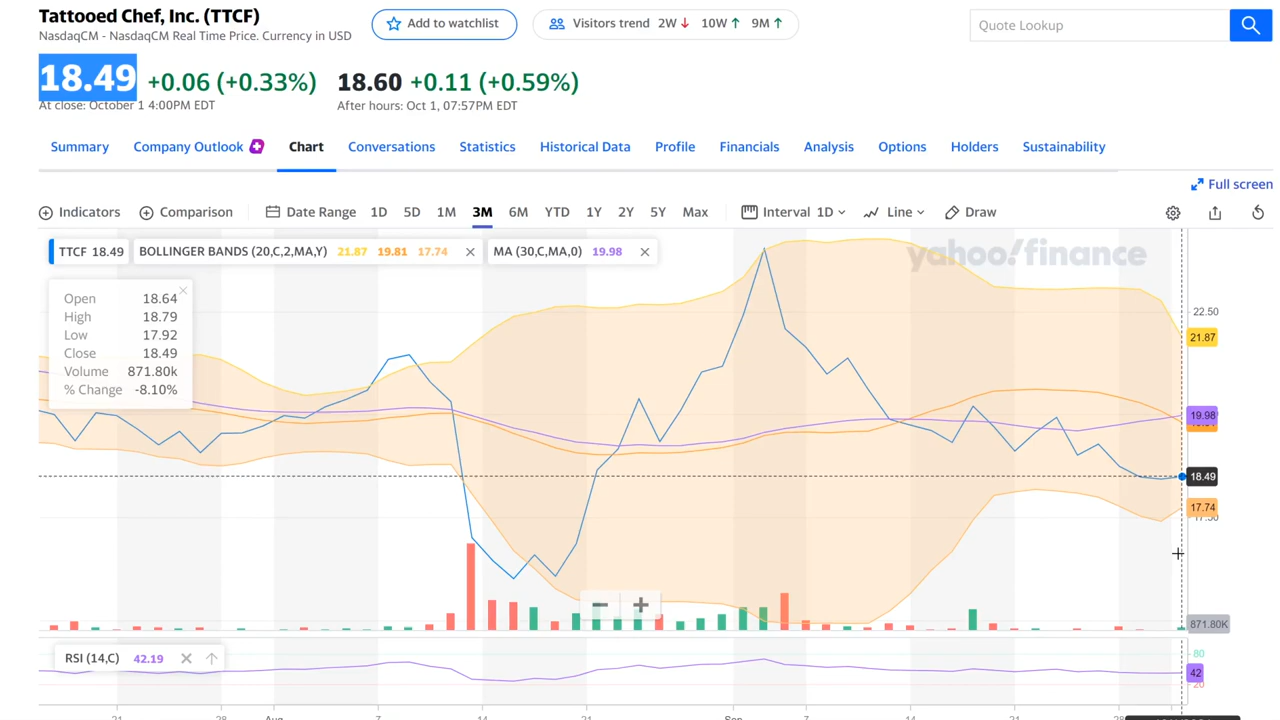 Tattooed Chef, Inc. (TTCF)
NasdaqCM - NasdaqCM Real Time Price. Currency in USD
Add to watchlist
Visitors trend 2W ↓ 10W ↑ 9M ↑
Quote Lookup
18.49 +0.06 (+0.33%)
At close: October 1 4:00PM EDT
18.60 +0.11 (+0.59%)
After hours: Oct 1, 07:57PM EDT
Summary Company Outlook Chart Conversations Statistics Historical Data Profile Financials Analysis Options Holders Sustainability
Full screen
Indicators Comparison Date Range 1D 5D 1M 3M 6M YTD 1Y 2Y 5Y Max Interval 1D Line Draw
TTCF 18.49 BOLLINGER BANDS (20,C,2,MA,Y) 21.87 19.81 17.74 MA (30,C,MA,0) 19.98
yahoo!finance
Open 18.64
High 18.79
Low 17.92
Close 18.49
Volume 871.80k
% Change -8.10%
22.50
21.87
19.98
18.49
17.74
17.50
871.80K
RSI (14,C) 42.19
80
42
20
21 28 Aug 7 14 21 Sep 7 14 21 28